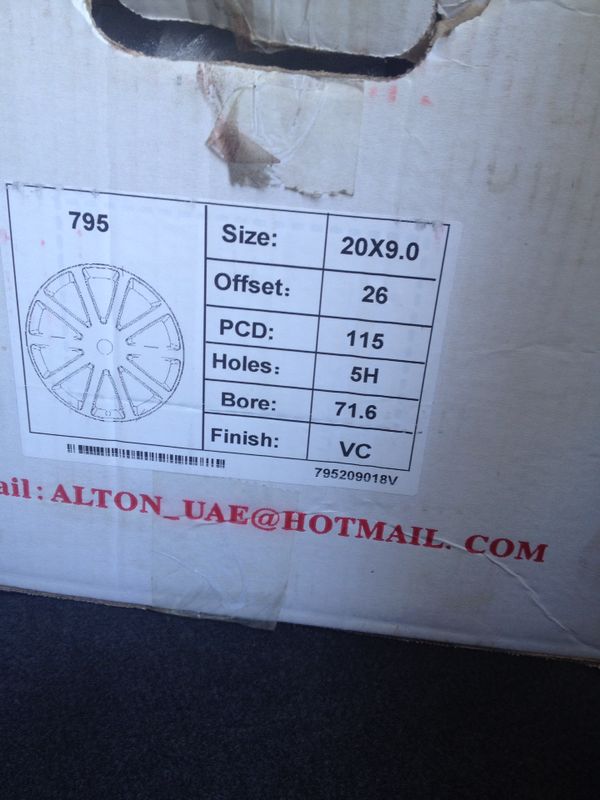 795
Size: 20X9.0
Offset: 26
PCD: 115
Holes: 5H
Bore: 71.6
Finish: VC
795209018V
ail: ALTON_UAE@HOTMAIL. COM